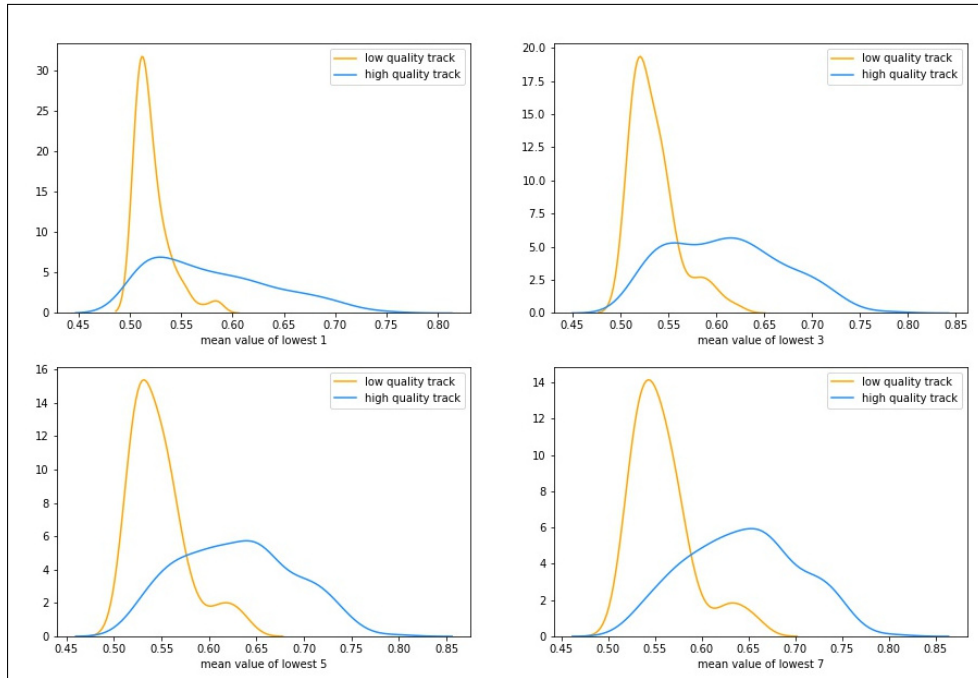 low quality track
high quality track
30
25
20
15
10
5
0
0.45 0.50 0.55 0.60 0.65 0.70 0.75 0.80
mean value of lowest 1
low quality track
high quality track
20.0
17.5
15.0
12.5
10.0
7.5
5.0
2.5
0.0
0.45 0.50 0.55 0.60 0.65 0.70 0.75 0.80 0.85
mean value of lowest 3
low quality track
high quality track
16
14
12
10
8
6
4
2
0
0.45 0.50 0.55 0.60 0.65 0.70 0.75 0.80 0.85
mean value of lowest 5
low quality track
high quality track
14
12
10
8
6
4
2
0
0.45 0.50 0.55 0.60 0.65 0.70 0.75 0.80 0.85
mean value of lowest 7